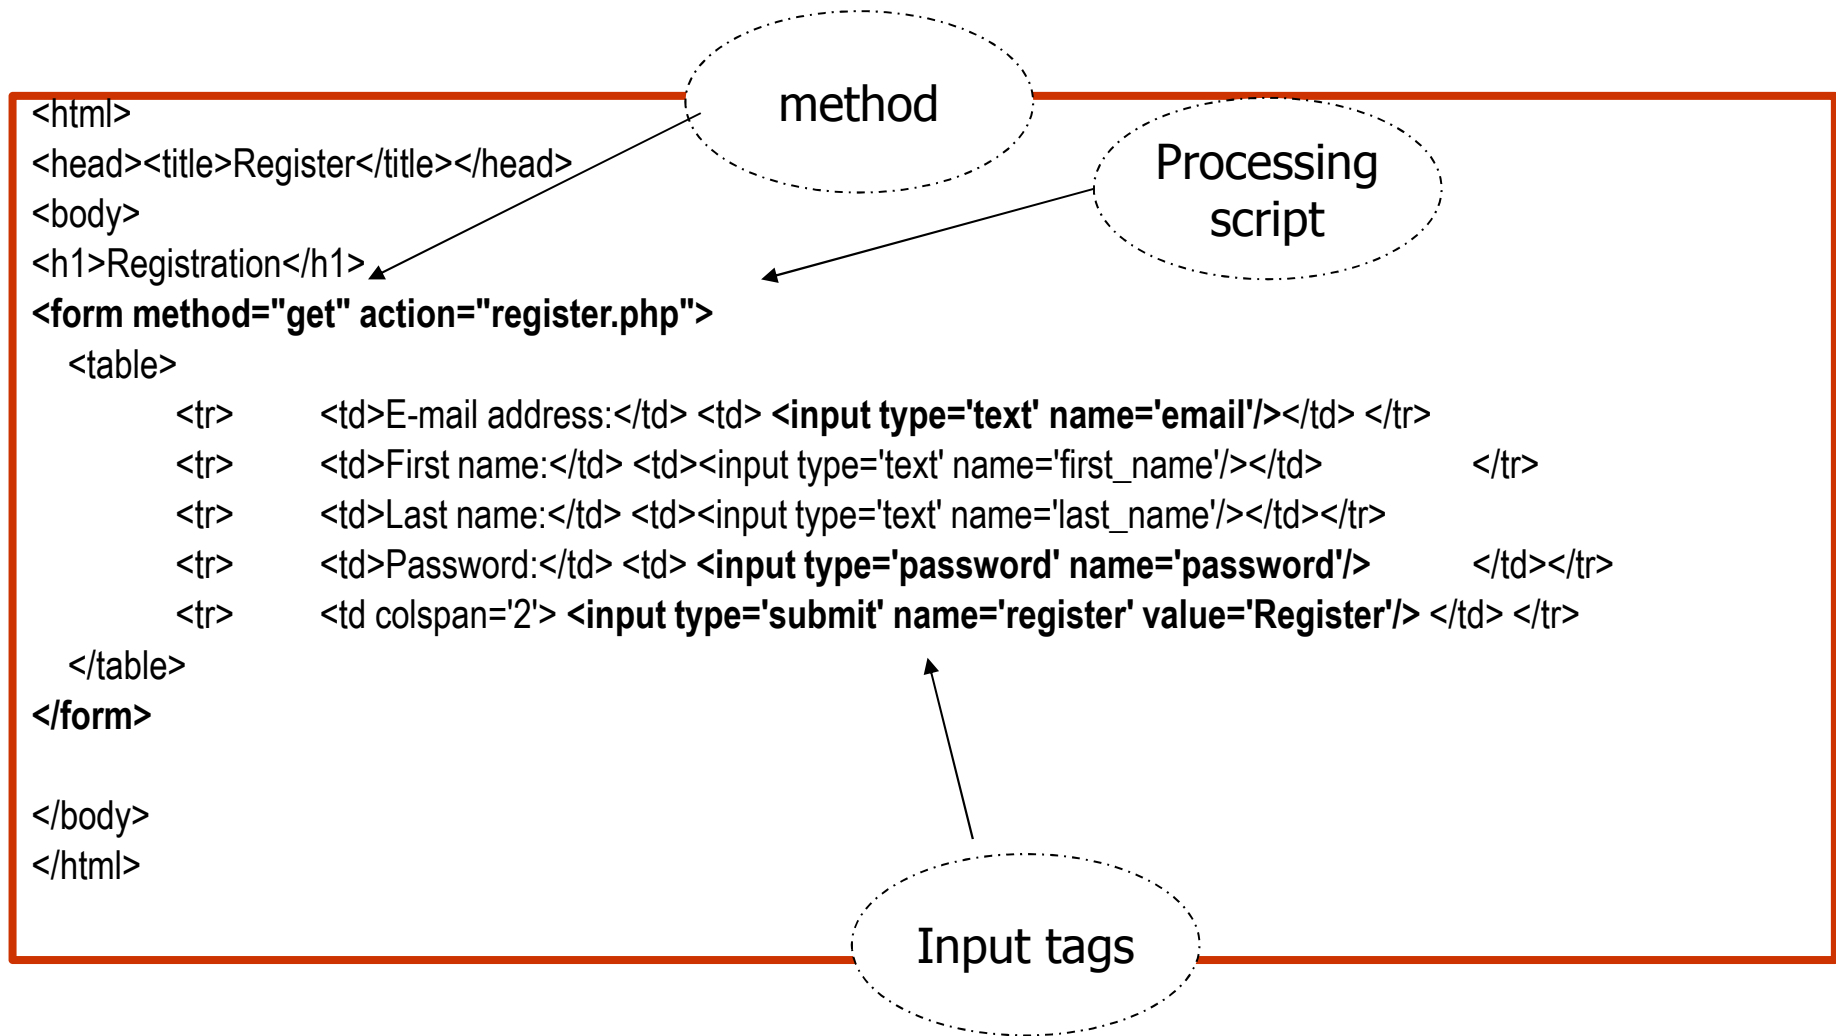 method
Processing
script
<html>
<head><title>Register</title></head>
<body>
<h1>Registration</h1>
<form method="get" action="register.php">
<table>
<tr> <td>E-mail address:</td> <td> <input type='text' name='email'/></td> </tr>
<tr> <td>First name:</td> <td><input type='text' name='first_name'/></td> </tr>
<tr> <td>Last name:</td> <td><input type='text' name='last_name'/></td></tr>
<tr> <td>Password:</td> <td> <input type='password' name='password'/> </td></tr>
<tr> <td colspan='2'> <input type='submit' name='register' value='Register'/> </td> </tr>
</table>
</form>
</body>
</html>
Input tags